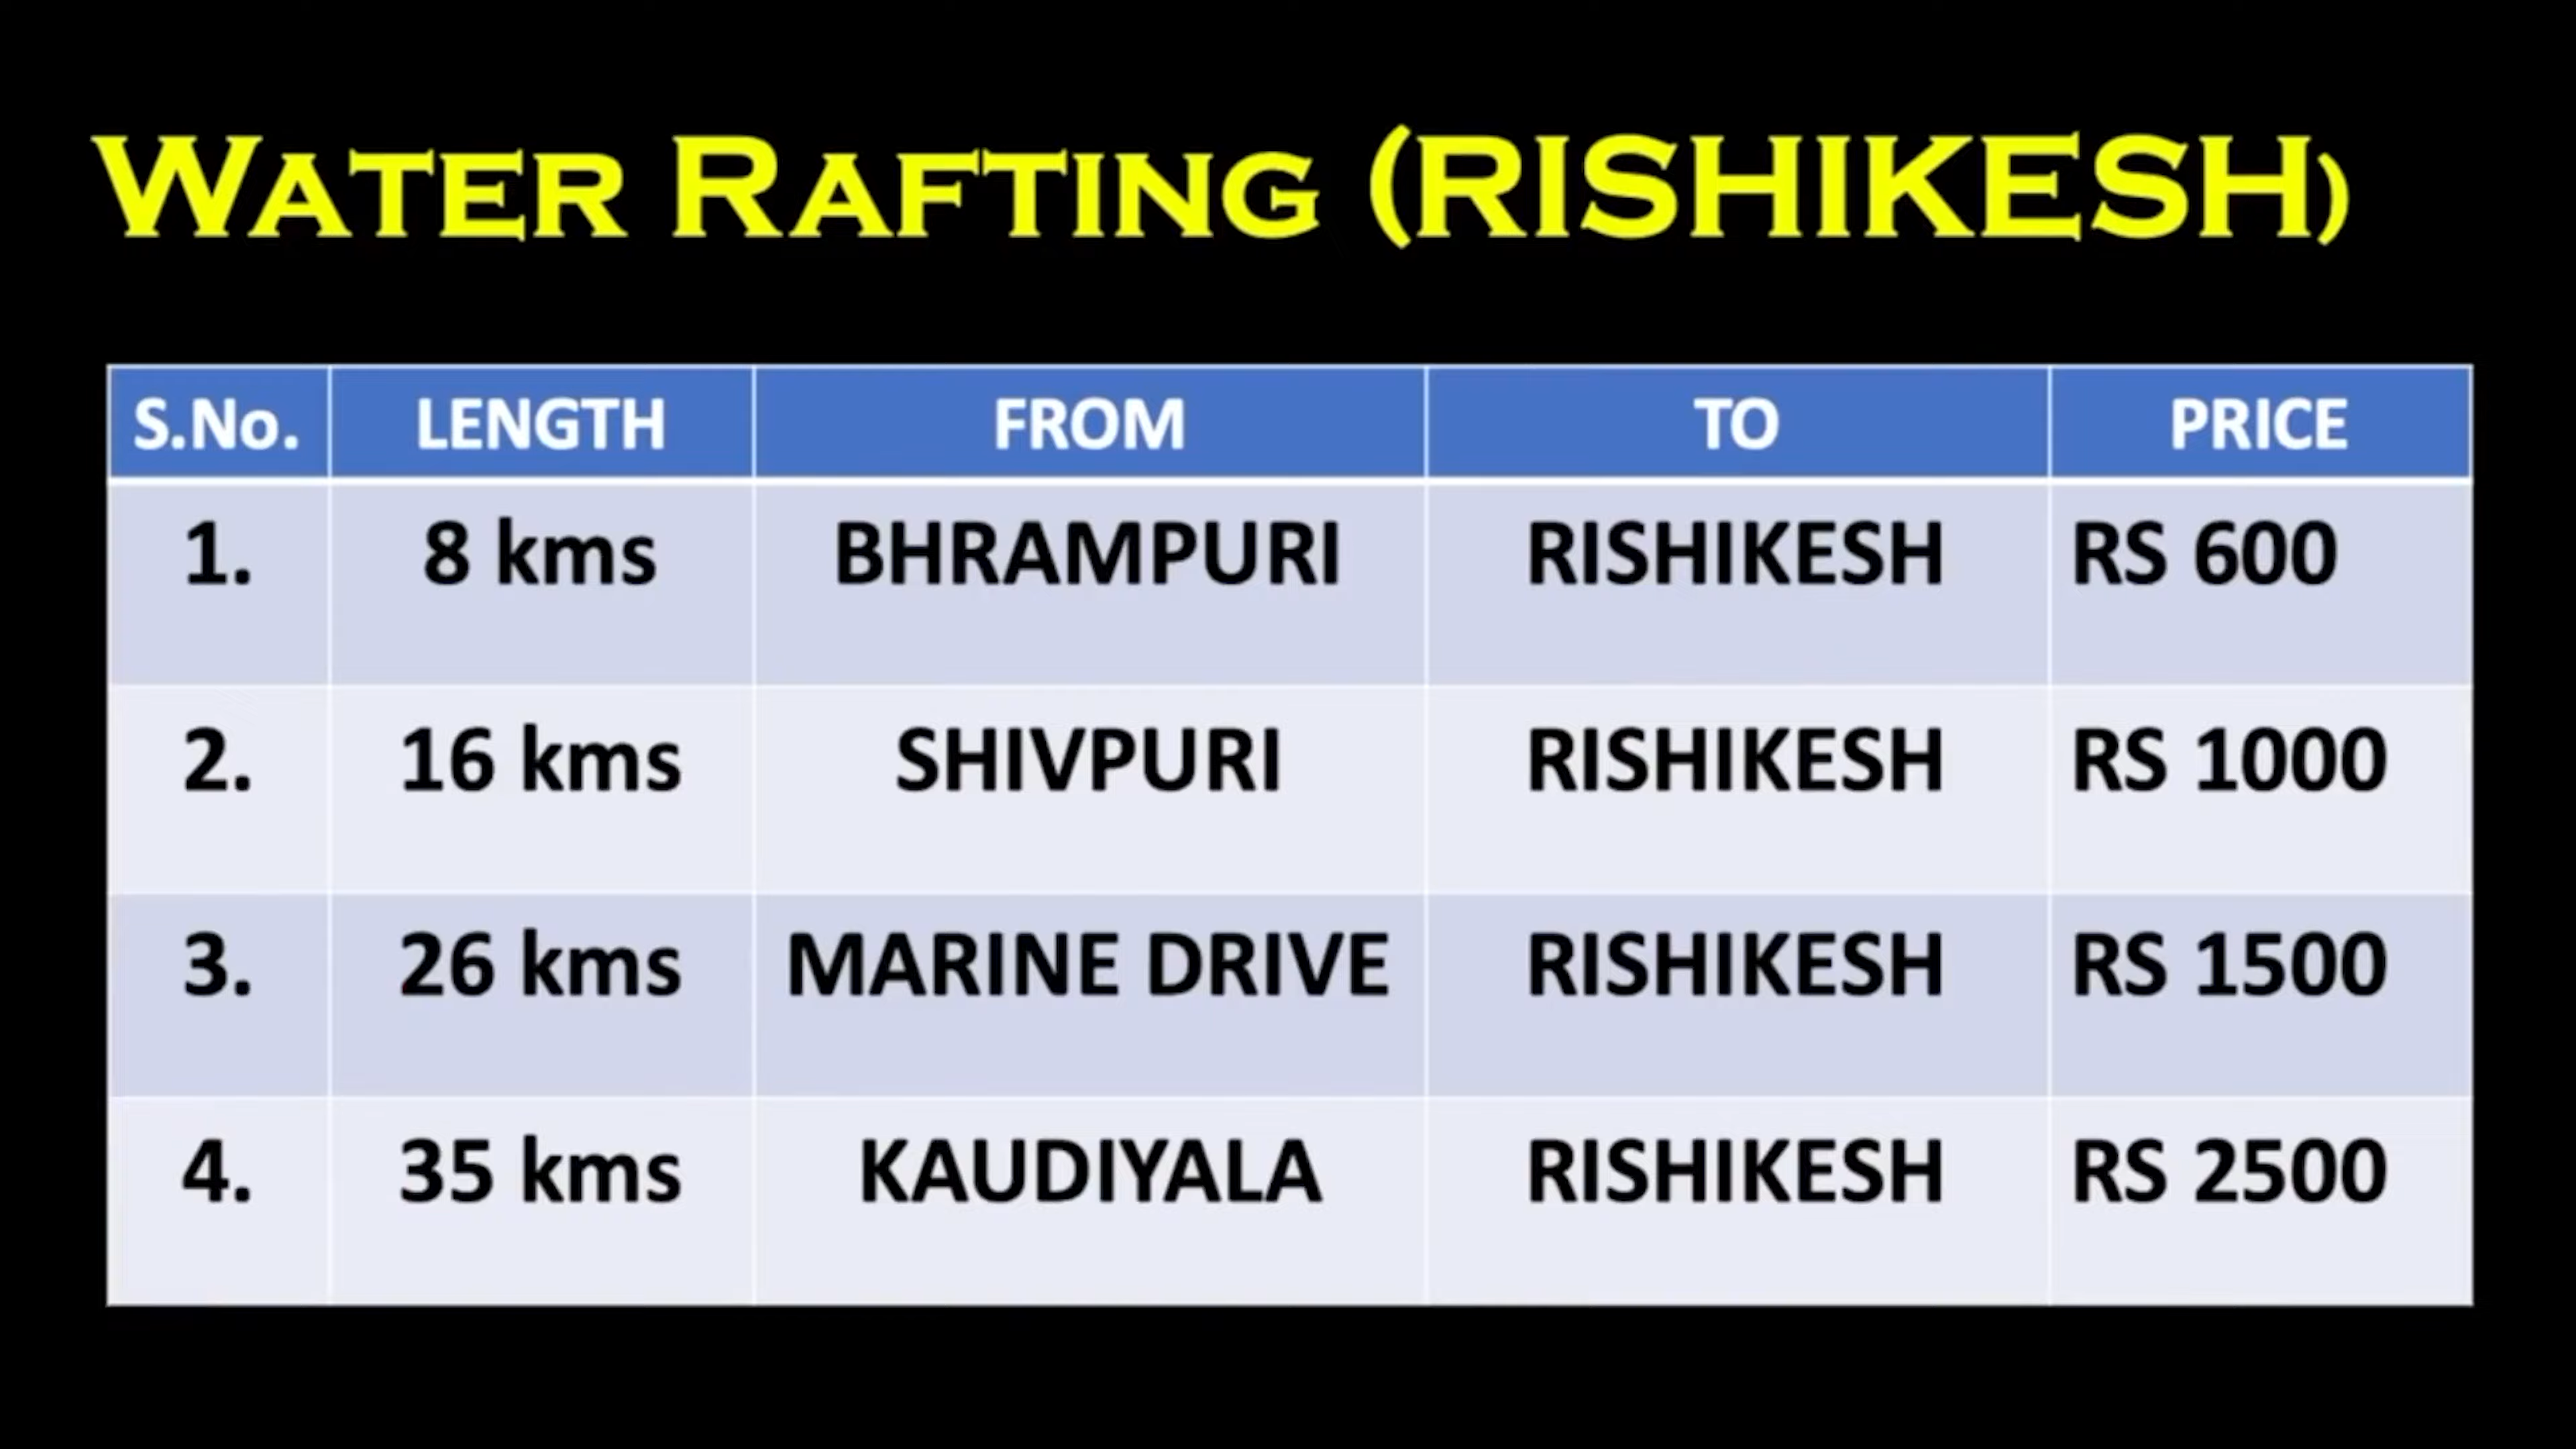 WATER RAFTING (RISHIKESH)
S.No. LENGTH FROM TO PRICE
1. 8 kms BHRAMPURI RISHIKESH RS 600
2. 16 kms SHIVPURI RISHIKESH RS 1000
3. 26 kms MARINE DRIVE RISHIKESH RS 1500
4. 35 kms KAUDIYALA RISHIKESH RS 2500